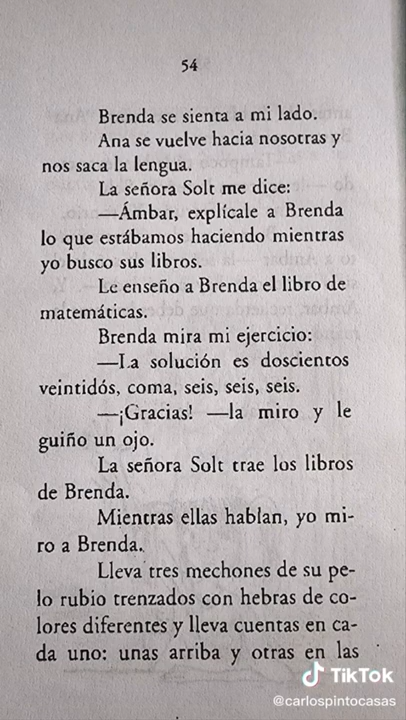 54
Brenda se sienta a mi lado.
Ana se vuelve hacia nosotras y
nos saca la lengua.
La señora Solt me dice:
—Ámbar, explícale a Brenda
lo que estábamos haciendo mientras
yo busco sus libros.
Le enseño a Brenda el libro de
matemáticas.
Brenda mira mi ejercicio:
—La solución es doscientos
veintidós, coma, seis, seis, seis.
—¡Gracias! —la miro y le
guiño un ojo.
La señora Solt trae los libros
de Brenda.
Mientras ellas hablan, yo mi-
ro a Brenda.
Lleva tres mechones de su pe-
lo rubio trenzados con hebras de co-
lores diferentes y lleva cuentas en ca-
da uno: unas arriba y otras en las
TikTok
@carlospintocasas